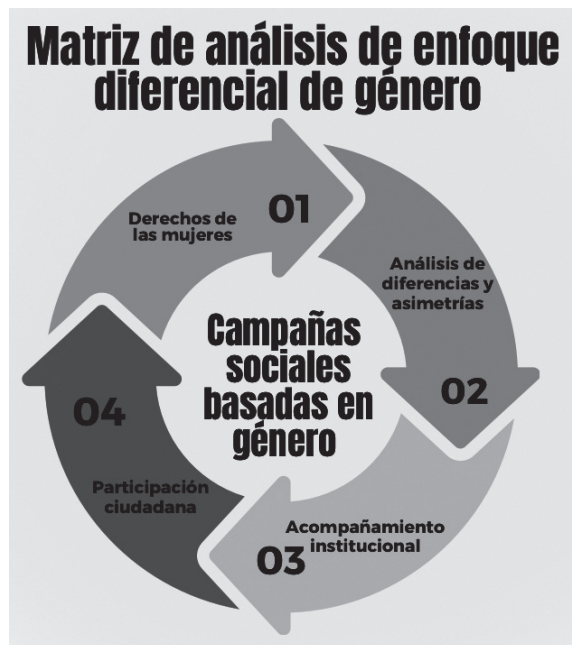 Matriz de análisis de enfoque
diferencial de género
01
Derechos de
las mujeres
Análisis de
diferencias y
asimetrías
02
Campañas
sociales
basadas en
género
04
Participación
ciudadana
Acompañamiento
institucional
03